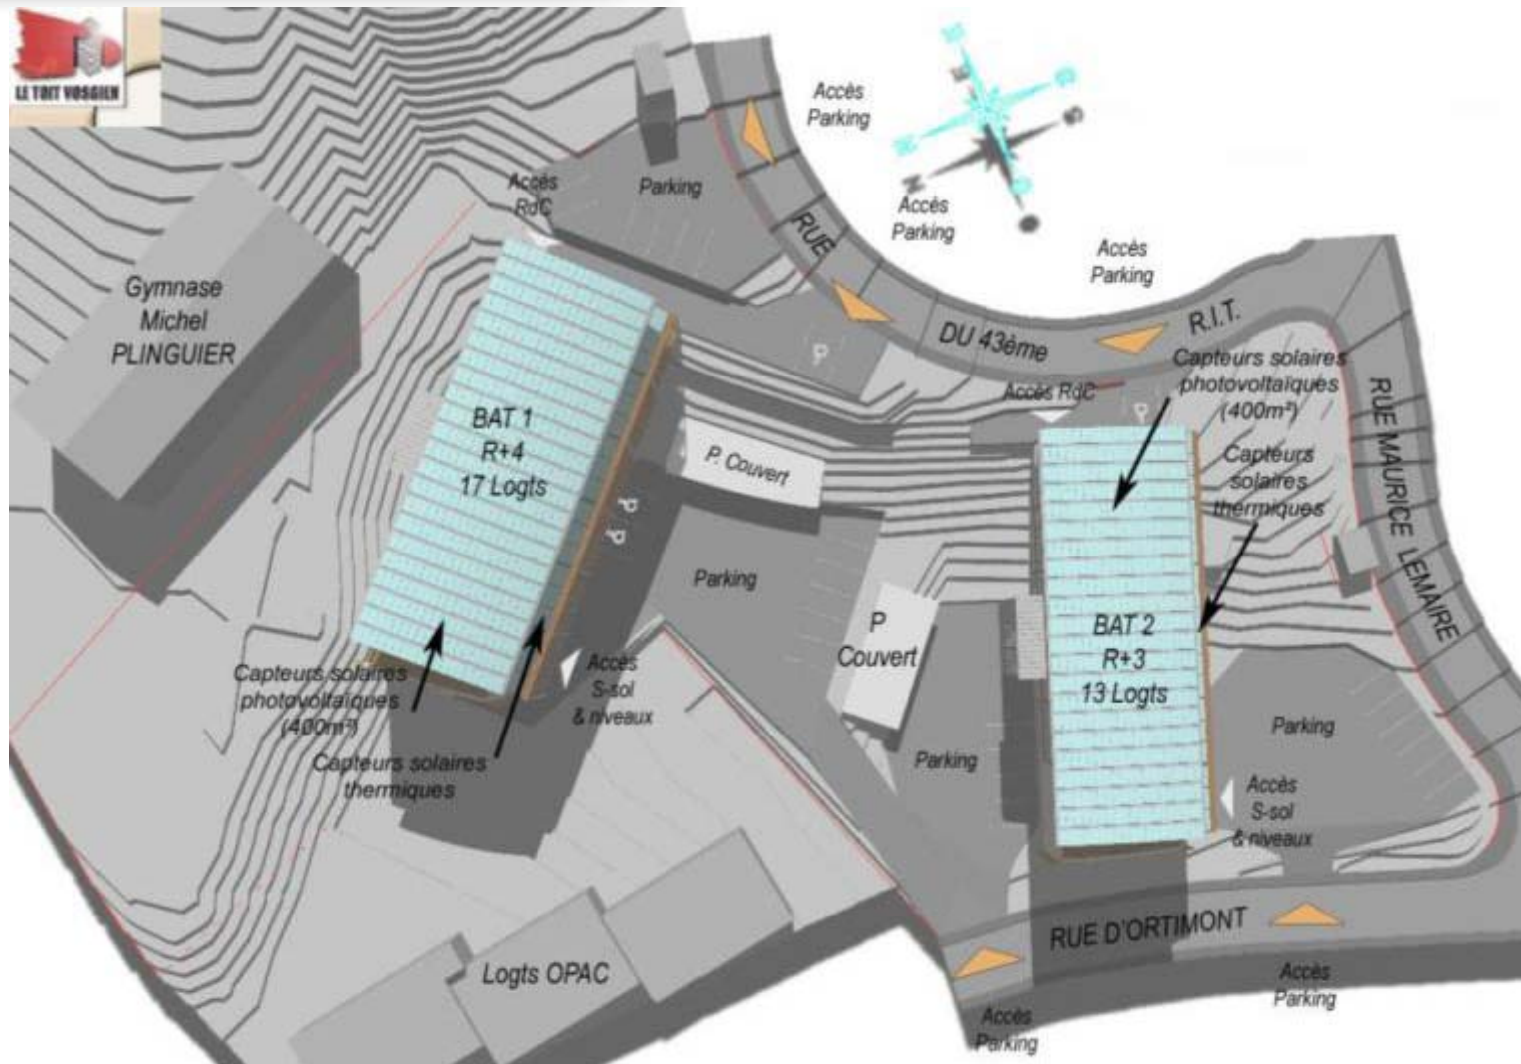 LE TOIT VOSGIEN
Accès
Parking
Accès
RdC
Parking
Accès
Parking
Accès
Parking
RUE
DU 43ème
R.I.T.
Gymnase
Michel
PLINGUIER
P
Capteurs solaires
photovoltaïques
(400m²)
Accès RdC
P
RUE MAURICE LEMAIRE
BAT 1
R+4
17 Logts
P. Couvert
Capteurs
solaires
thermiques
P
P
Parking
P
Couvert
BAT 2
R+3
13 Logts
Capteurs solaires
photovoltaïques
(400m²)
Accès
S-sol
& niveaux
Capteurs solaires
thermiques
Parking
Parking
Accès
S-sol
& niveaux
RUE D'ORTIMONT
Logts OPAC
Accès
Parking
Accès
Parking